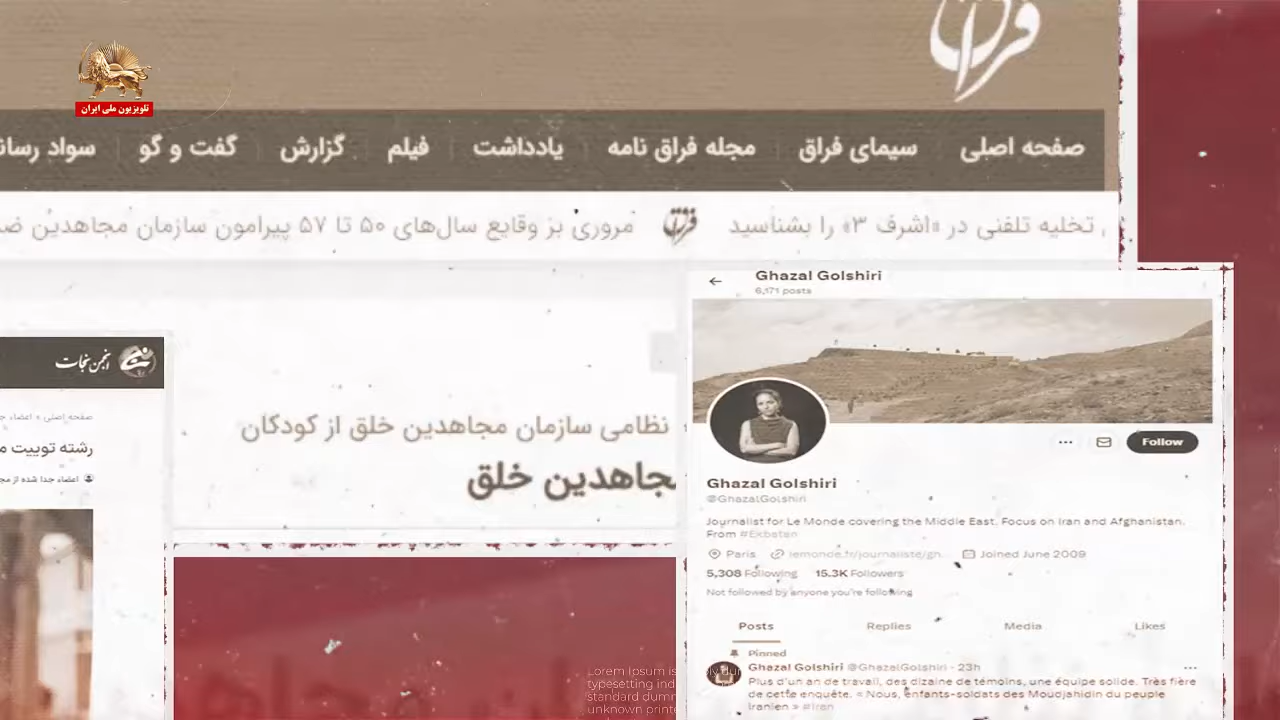 فراق
تلویزیون ملی ایران
صفحه اصلی
سیمای فراق
مجله فراق نامه
یادداشت
فیلم
گزارش
گفت و گو
سواد
تخلیه تلفنی در «اشرف ۳» را بشناسید
فراق
مروری بر وقایع سال‌های ۵۰ تا ۵۷ پیرامون سازمان مجاهدین
انجمن نجات
صفحه اصلی » اعضاء
رشته توییت
اعضاء جدا شده از
نظامی سازمان مجاهدین خلق از کودکان
مجاهدین خلق
Ghazal Golshiri
6,171 posts
Follow
Ghazal Golshiri
@GhazalGolshiri
Journalist for Le Monde covering the Middle East. Focus on Iran and Afghanistan.
From #Ekbatan
Paris lemonde.fr/journaliste/gh... Joined June 2009
5,308 Following 15.3K Followers
Not followed by anyone you're following
Posts Replies Media Likes
Pinned
Ghazal Golshiri @GhazalGolshiri · 23h
Plus d'un an de travail, des dizaine de témoins, une équipe solide. Très fière
de cette enquête. « Nous, enfants-soldats des Moudjahidin du peuple
iranien » #Iran
Lorem Ipsum is
typesetting
standard
unknown